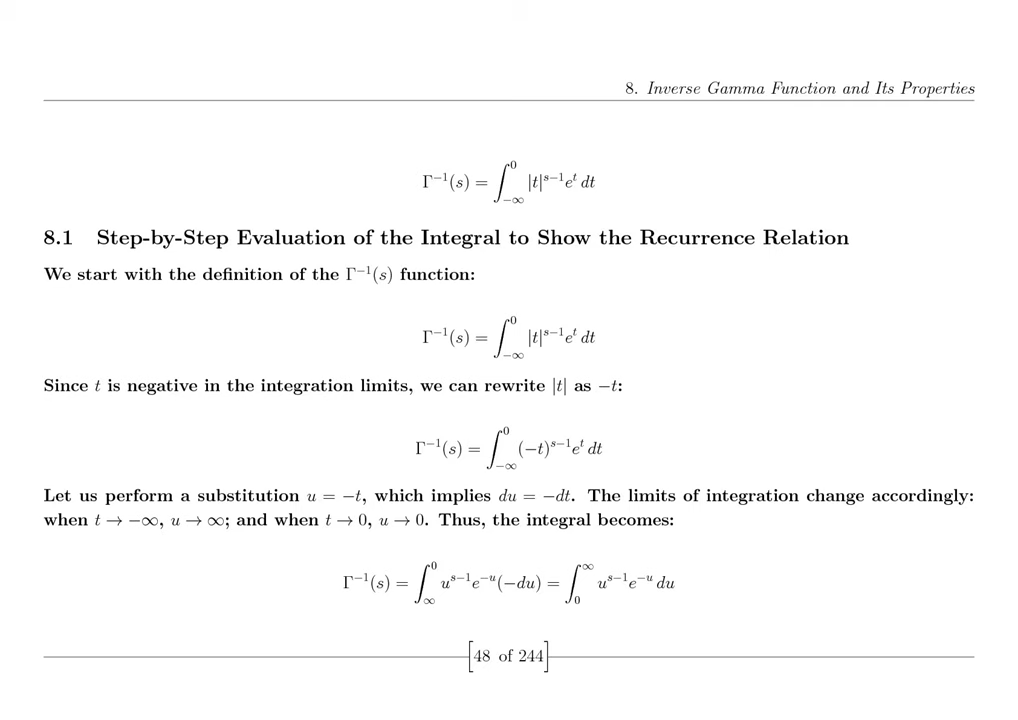 8. Inverse Gamma Function and Its Properties
Γ⁻¹(s) = ∫_{−∞}^{0} |t|^{s−1} e^t dt
8.1 Step-by-Step Evaluation of the Integral to Show the Recurrence Relation
We start with the definition of the Γ⁻¹(s) function:
Γ⁻¹(s) = ∫_{−∞}^{0} |t|^{s−1} e^t dt
Since t is negative in the integration limits, we can rewrite |t| as −t:
Γ⁻¹(s) = ∫_{−∞}^{0} (−t)^{s−1} e^t dt
Let us perform a substitution u = −t, which implies du = −dt. The limits of integration change accordingly:
when t → −∞, u → ∞; and when t → 0, u → 0. Thus, the integral becomes:
Γ⁻¹(s) = ∫_{∞}^{0} u^{s−1} e^{−u} (−du) = ∫_{0}^{∞} u^{s−1} e^{−u} du
[48 of 244]